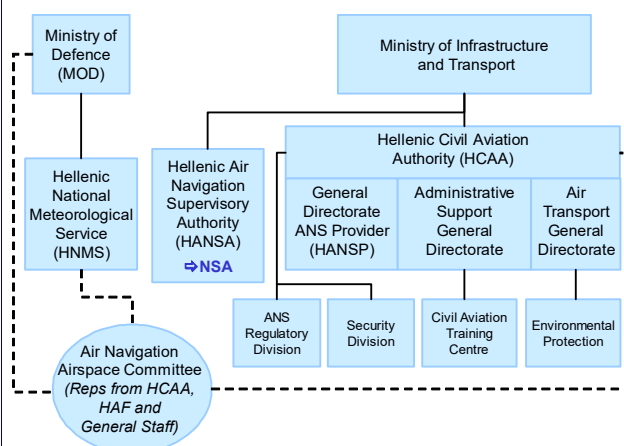 Ministry of
Defence
(MOD)
Ministry of Infrastructure
and Transport
Hellenic
National
Meteorological
Service
(HNMS)
Hellenic Air
Navigation
Supervisory
Authority
(HANSA)
⇨NSA
Hellenic Civil Aviation
Authority (HCAA)
General
Directorate
ANS Provider
(HANSP)
Administrative
Support
General
Directorate
Air
Transport
General
Directorate
ANS
Regulatory
Division
Security
Division
Civil Aviation
Training
Centre
Environmental
Protection
Air Navigation
Airspace Committee
(Reps from HCAA,
HAF and
General Staff)